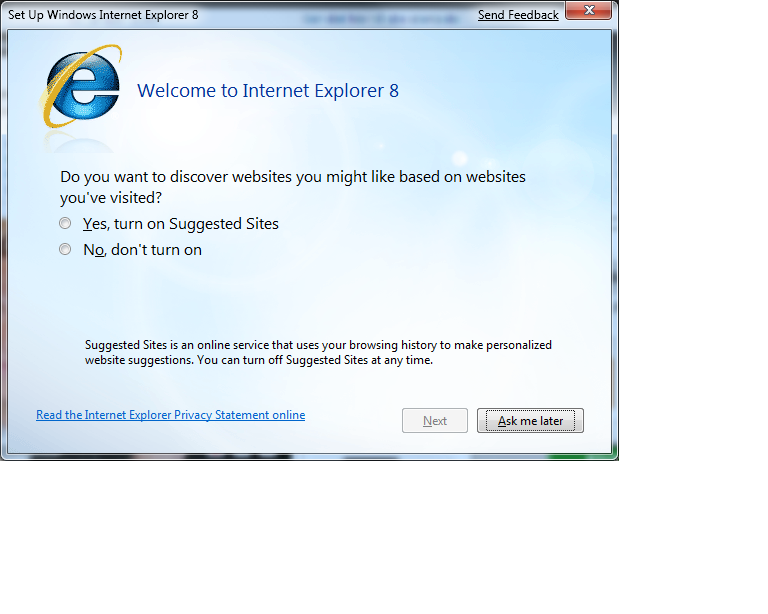 Set Up Windows Internet Explorer 8
Send Feedback
Welcome to Internet Explorer 8
Do you want to discover websites you might like based on websites
you've visited?
Yes, turn on Suggested Sites
No, don't turn on
Suggested Sites is an online service that uses your browsing history to make personalized
website suggestions. You can turn off Suggested Sites at any time.
Read the Internet Explorer Privacy Statement online
Next
Ask me later